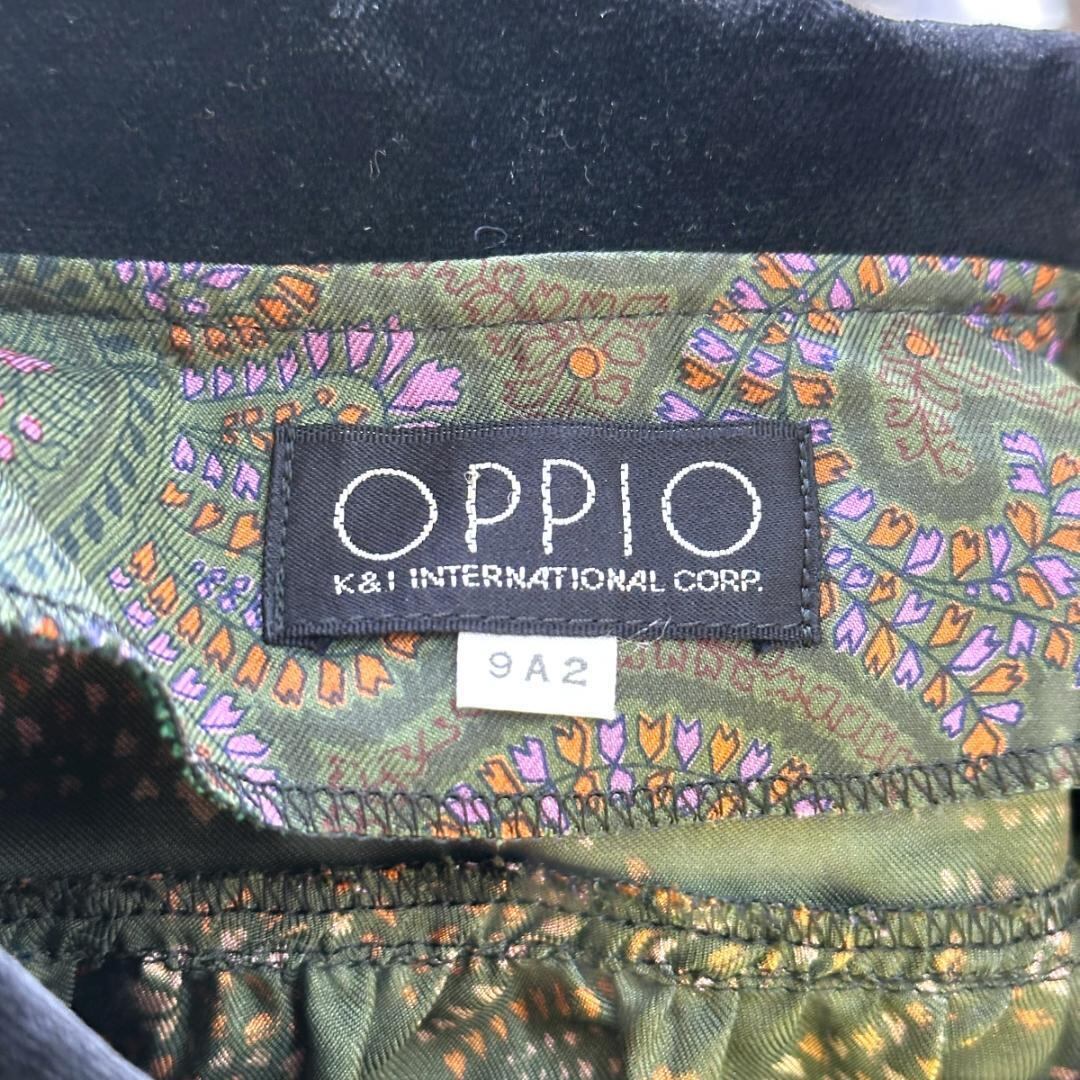 OPPIO
K&I INTERNATIONAL CORP.
9A2